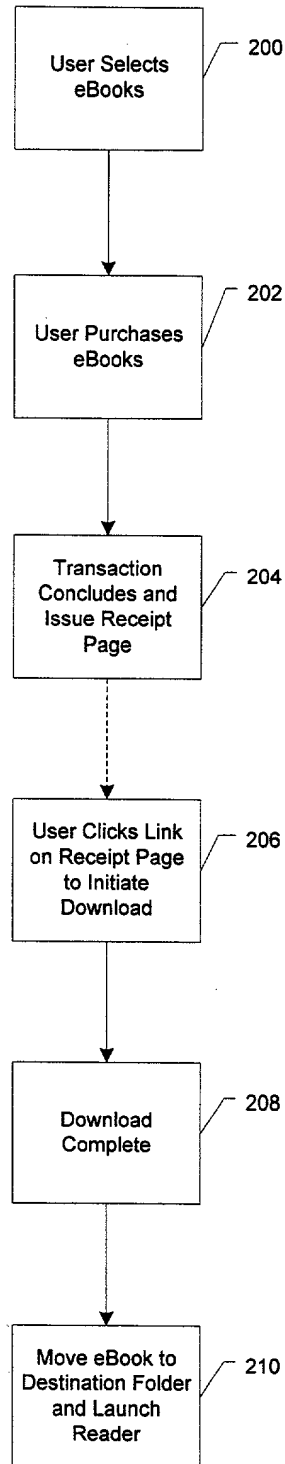 User Selects
eBooks
200
User Purchases
eBooks
202
Transaction
Concludes and
Issue Receipt
Page
204
User Clicks Link
on Receipt Page
to Initiate
Download
206
Download
Complete
208
Move eBook to
Destination Folder
and Launch
Reader
210